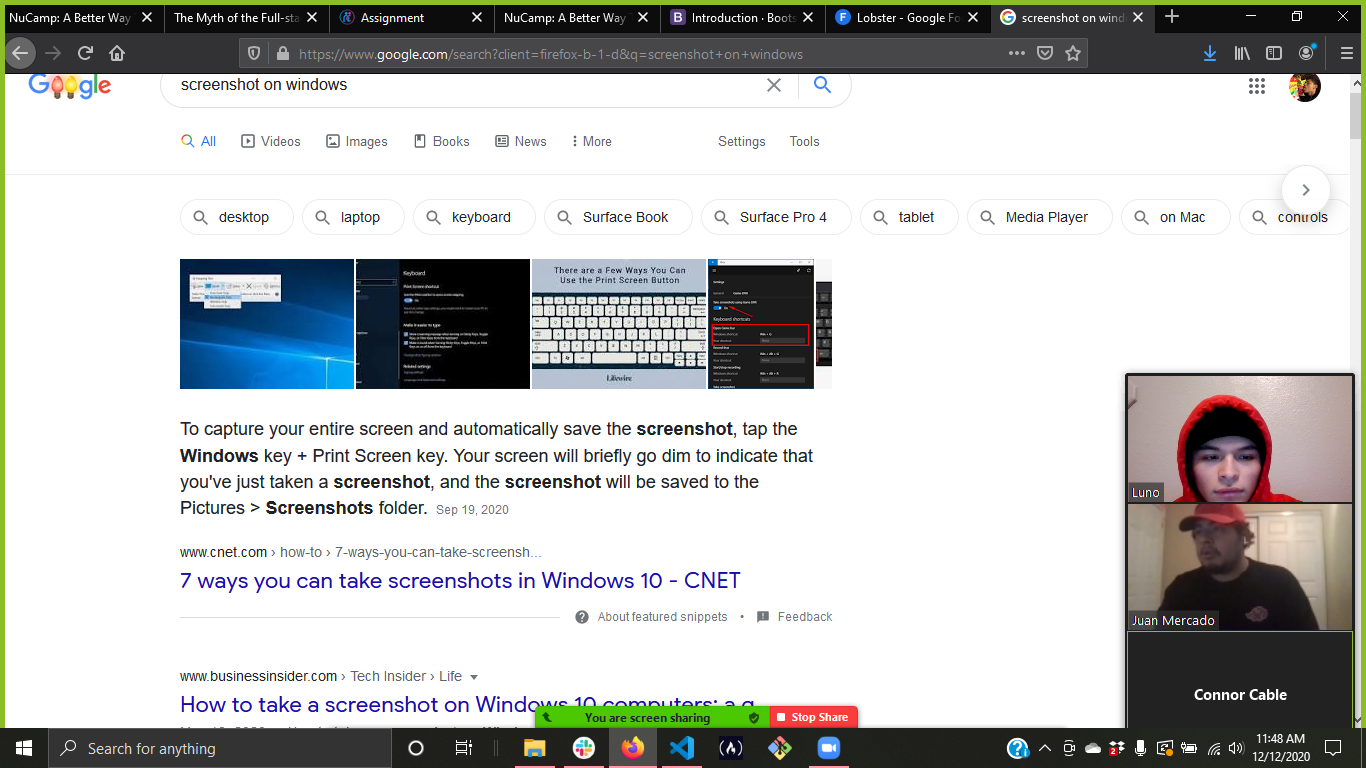 NuCamp: A Better Way
The Myth of the Full-sta
Assignment
NuCamp: A Better Way
Introduction · Boots
Lobster - Google Fo
screenshot on wind
https://www.google.com/search?client=firefox-b-1-d&q=screenshot+on+windows
Google
screenshot on windows
All
Videos
Images
Books
News
More
Settings
Tools
desktop
laptop
keyboard
Surface Book
Surface Pro 4
tablet
Media Player
on Mac
controls
Keyboard
There are a Few Ways You Can
Use the Print Screen Button
Lifewire
Keyboard shortcuts
To capture your entire screen and automatically save the screenshot, tap the
Windows key + Print Screen key. Your screen will briefly go dim to indicate that
you've just taken a screenshot, and the screenshot will be saved to the
Pictures > Screenshots folder. Sep 19, 2020
www.cnet.com › how-to › 7-ways-you-can-take-screensh...
7 ways you can take screenshots in Windows 10 - CNET
About featured snippets • Feedback
www.businessinsider.com › Tech Insider › Life
How to take a screenshot on Windows 10 computers: a g
Luno
Juan Mercado
Connor Cable
You are screen sharing
Stop Share
Search for anything
11:48 AM
12/12/2020